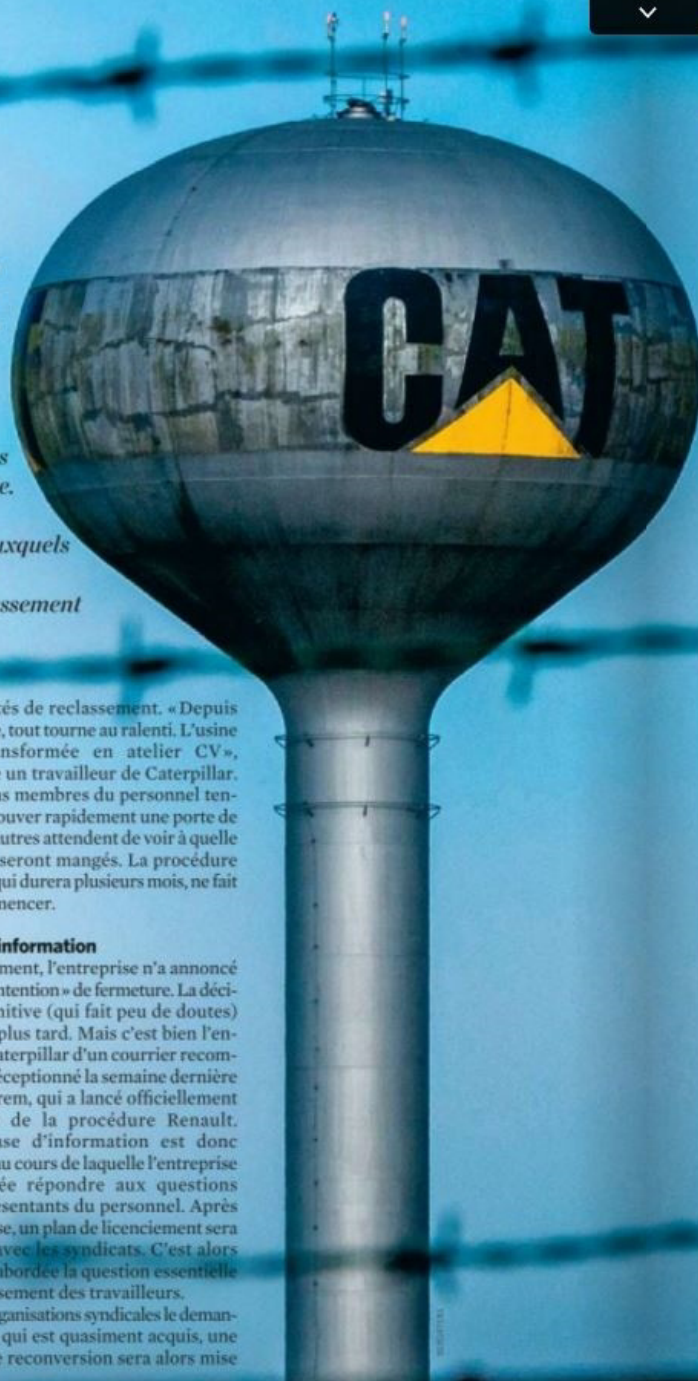 CAT
s
e.
uxquels
ssement
tés de reclassement. «Depuis
, tout tourne au ralenti. L'usine
nsformée en atelier CV»,
e un travailleur de Caterpillar.
ns membres du personnel ten-
ouver rapidement une porte de
utres attendent de voir à quelle
seront mangés. La procédure
qui durera plusieurs mois, ne fait
mencer.
information
ment, l'entreprise n'a annoncé
ntention» de fermeture. La déci-
nitive (qui fait peu de doutes)
plus tard. Mais c'est bien l'en-
aterpillar d'un courrier recom-
éceptionné la semaine dernière
rem, qui a lancé officiellement
de la procédure Renault.
ase d'information est donc
au cours de laquelle l'entreprise
ée répondre aux questions
ésentants du personnel. Après
se, un plan de licenciement sera
avec les syndicats. C'est alors
abordée la question essentielle
sement des travailleurs.
ganisations syndicales le deman-
qui est quasiment acquis, une
e reconversion sera alors mise